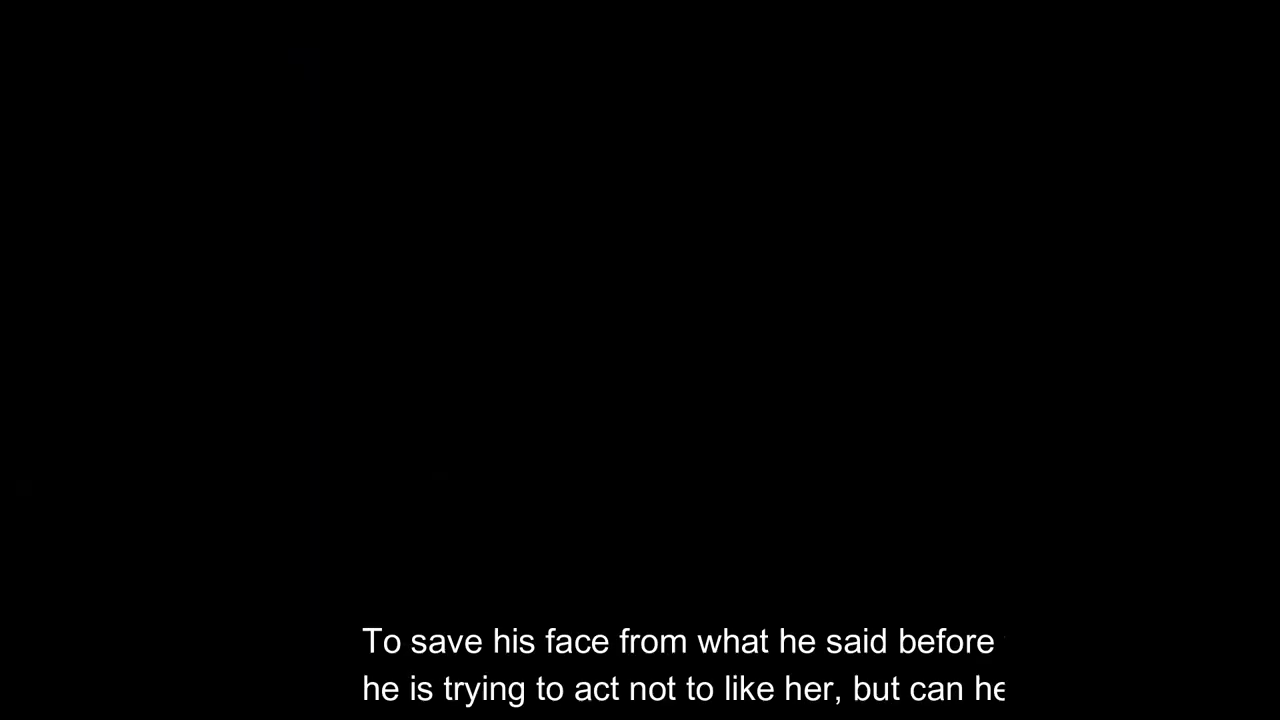 To save his face from what he said before
he is trying to act not to like her, but can he